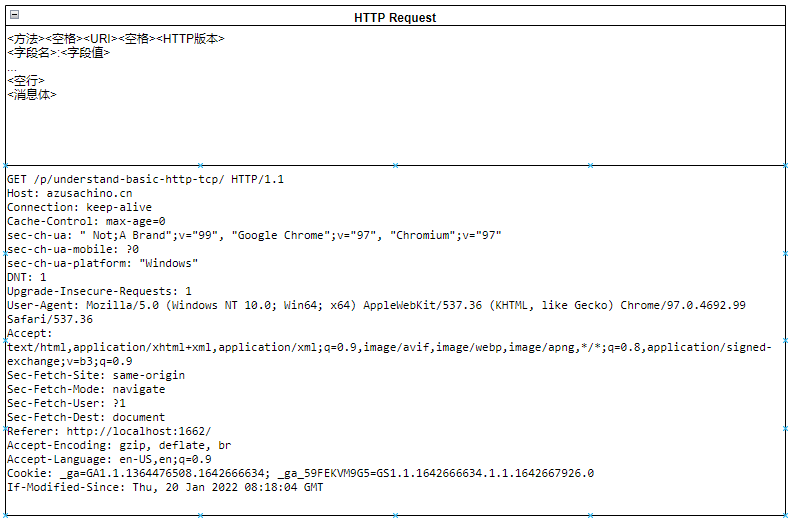 HTTP Request
<方法><空格><URI><空格><HTTP版本>
<字段名>:<字段值>
...
<空行>
<消息体>
GET /p/understand-basic-http-tcp/ HTTP/1.1
Host: azusachino.cn
Connection: keep-alive
Cache-Control: max-age=0
sec-ch-ua: " Not;A Brand";v="99", "Google Chrome";v="97", "Chromium";v="97"
sec-ch-ua-mobile: ?0
sec-ch-ua-platform: "Windows"
DNT: 1
Upgrade-Insecure-Requests: 1
User-Agent: Mozilla/5.0 (Windows NT 10.0; Win64; x64) AppleWebKit/537.36 (KHTML, like Gecko) Chrome/97.0.4692.99
Safari/537.36
Accept:
text/html,application/xhtml+xml,application/xml;q=0.9,image/avif,image/webp,image/apng,*/*;q=0.8,application/signed-
exchange;v=b3;q=0.9
Sec-Fetch-Site: same-origin
Sec-Fetch-Mode: navigate
Sec-Fetch-User: ?1
Sec-Fetch-Dest: document
Referer: http://localhost:1662/
Accept-Encoding: gzip, deflate, br
Accept-Language: en-US,en;q=0.9
Cookie: _ga=GA1.1.1364476508.1642666634; _ga_59FEKVM9G5=GS1.1.1642666634.1.1.1642667926.0
If-Modified-Since: Thu, 20 Jan 2022 08:18:04 GMT